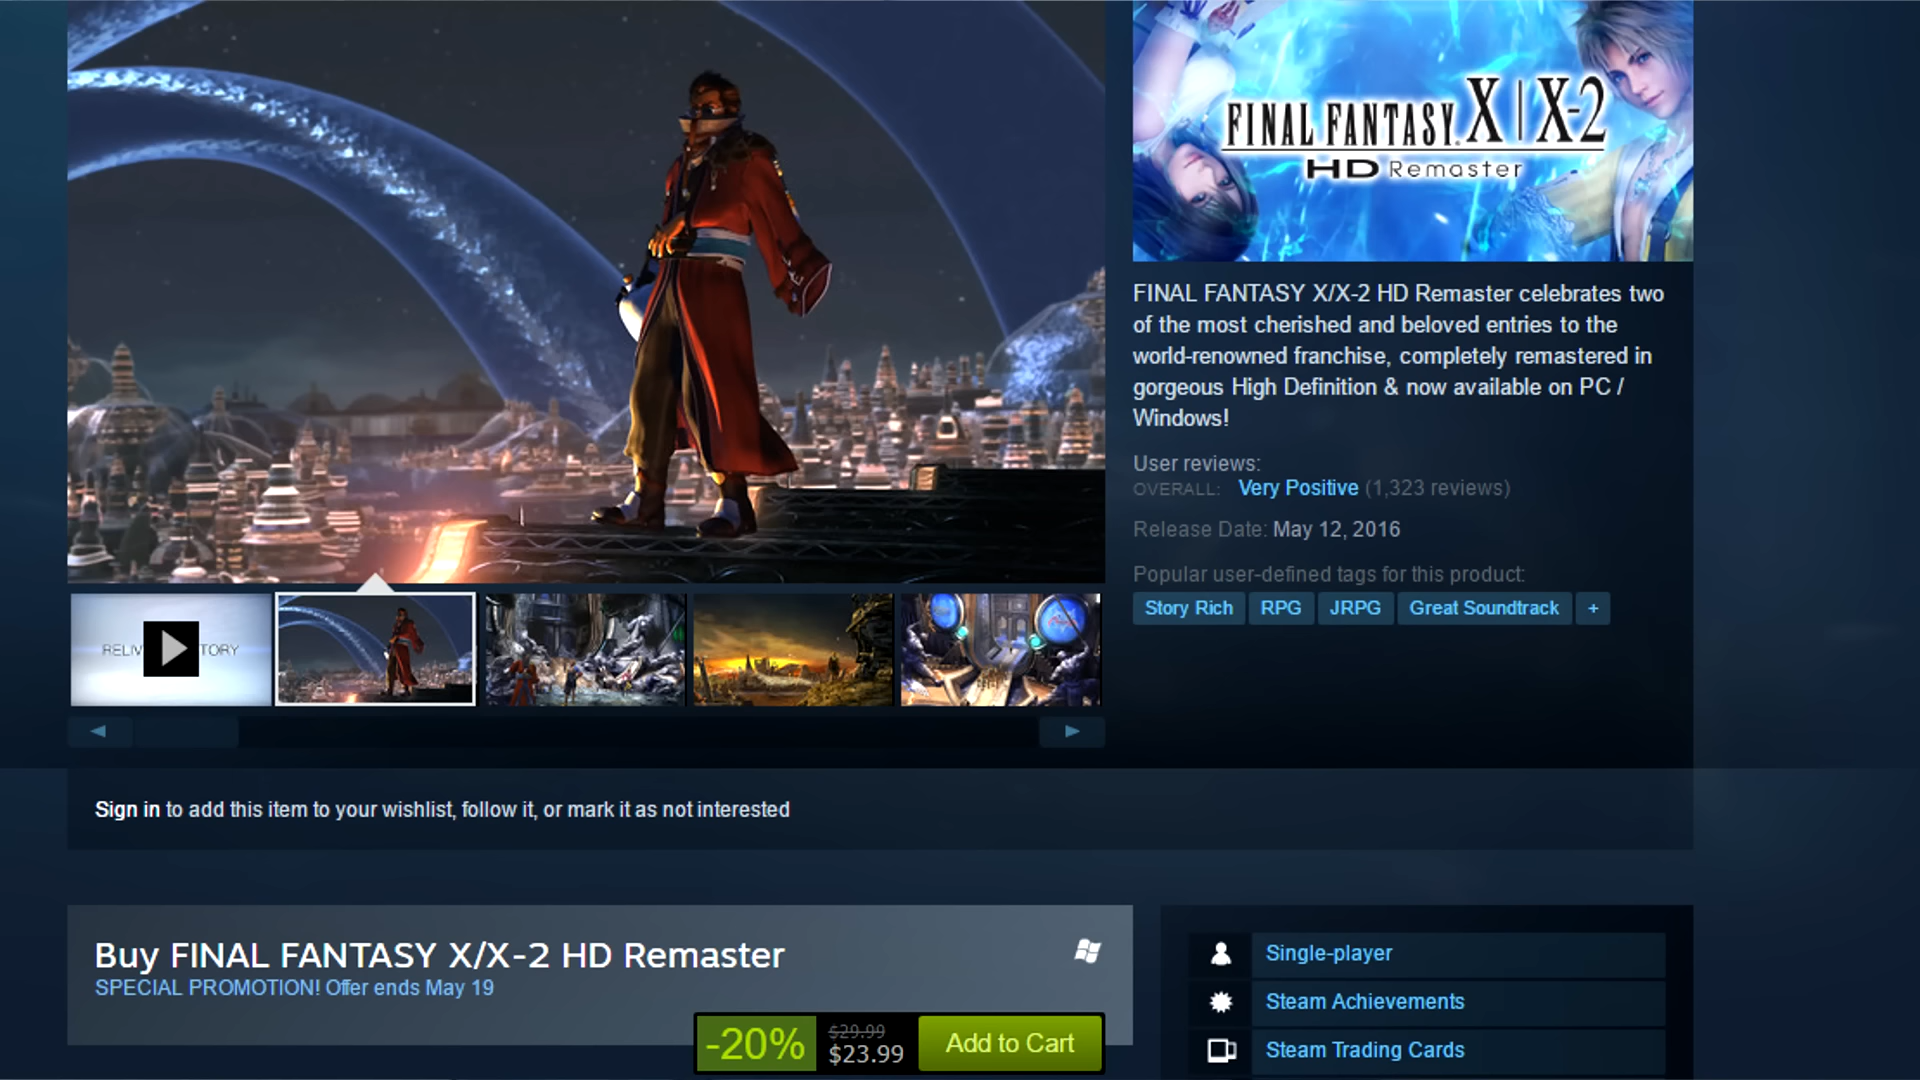 FINAL FANTASY X | X-2
HD Remaster
FINAL FANTASY X/X-2 HD Remaster celebrates two
of the most cherished and beloved entries to the
world-renowned franchise, completely remastered in
gorgeous High Definition & now available on PC /
Windows!
User reviews:
OVERALL: Very Positive (1,323 reviews)
Release Date: May 12, 2016
Popular user-defined tags for this product:
Story Rich RPG JRPG Great Soundtrack +
RELIV TORY
Sign in to add this item to your wishlist, follow it, or mark it as not interested
Buy FINAL FANTASY X/X-2 HD Remaster
SPECIAL PROMOTION! Offer ends May 19
-20% $29.99 $23.99 Add to Cart
Single-player
Steam Achievements
Steam Trading Cards